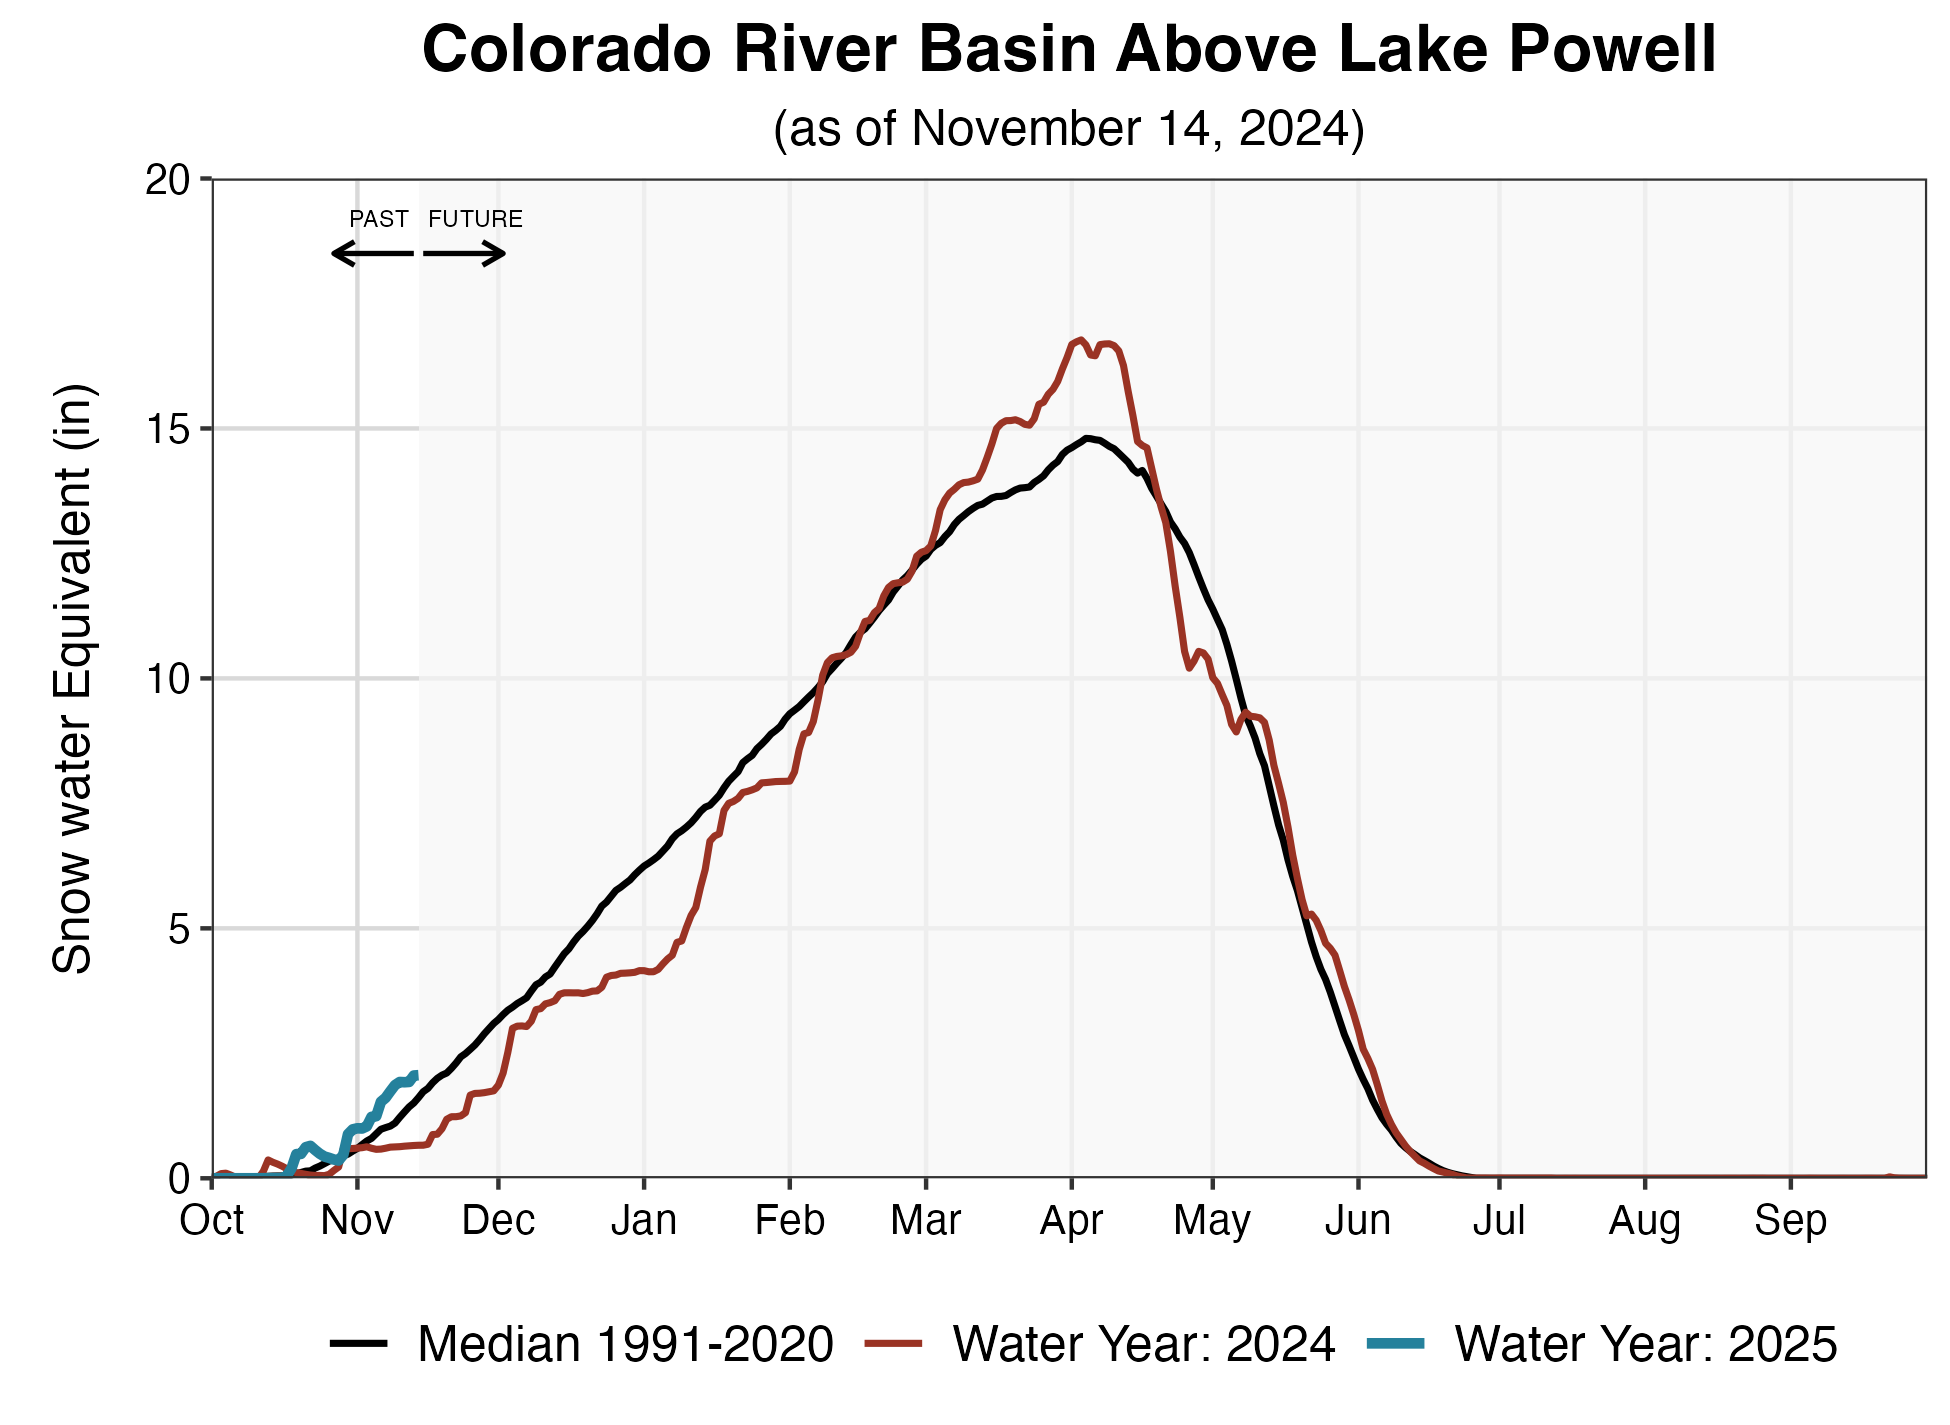 Colorado River Basin Above Lake Powell
(as of November 14, 2024)
20
PAST FUTURE
15
10
5
0
Snow water Equivalent (in)
Oct Nov Dec Jan Feb Mar Apr May Jun Jul Aug Sep
Median 1991-2020 Water Year: 2024 Water Year: 2025